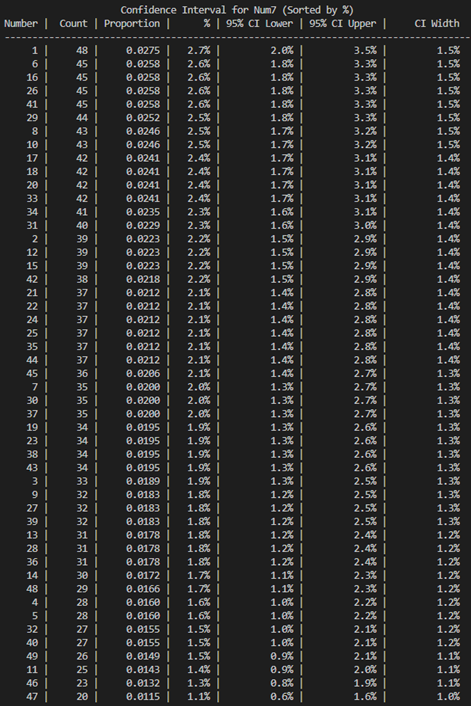 Confidence Interval for Num7 (Sorted by %)
Number | Count | Proportion | % | 95% CI Lower | 95% CI Upper | CI Width
--------------------------------------------------------------------------------
1 | 48 | 0.0275 | 2.7% | 2.0% | 3.5% | 1.5%
6 | 45 | 0.0258 | 2.6% | 1.8% | 3.3% | 1.5%
16 | 45 | 0.0258 | 2.6% | 1.8% | 3.3% | 1.5%
26 | 45 | 0.0258 | 2.6% | 1.8% | 3.3% | 1.5%
41 | 45 | 0.0258 | 2.6% | 1.8% | 3.3% | 1.5%
29 | 44 | 0.0252 | 2.5% | 1.8% | 3.3% | 1.5%
8 | 43 | 0.0246 | 2.5% | 1.7% | 3.2% | 1.5%
10 | 43 | 0.0246 | 2.5% | 1.7% | 3.2% | 1.5%
17 | 42 | 0.0241 | 2.4% | 1.7% | 3.1% | 1.4%
18 | 42 | 0.0241 | 2.4% | 1.7% | 3.1% | 1.4%
20 | 42 | 0.0241 | 2.4% | 1.7% | 3.1% | 1.4%
33 | 42 | 0.0241 | 2.4% | 1.7% | 3.1% | 1.4%
34 | 41 | 0.0235 | 2.3% | 1.6% | 3.1% | 1.4%
31 | 40 | 0.0229 | 2.3% | 1.6% | 3.0% | 1.4%
2 | 39 | 0.0223 | 2.2% | 1.5% | 2.9% | 1.4%
12 | 39 | 0.0223 | 2.2% | 1.5% | 2.9% | 1.4%
15 | 39 | 0.0223 | 2.2% | 1.5% | 2.9% | 1.4%
42 | 38 | 0.0218 | 2.2% | 1.5% | 2.9% | 1.4%
21 | 37 | 0.0212 | 2.1% | 1.4% | 2.8% | 1.4%
22 | 37 | 0.0212 | 2.1% | 1.4% | 2.8% | 1.4%
24 | 37 | 0.0212 | 2.1% | 1.4% | 2.8% | 1.4%
25 | 37 | 0.0212 | 2.1% | 1.4% | 2.8% | 1.4%
35 | 37 | 0.0212 | 2.1% | 1.4% | 2.8% | 1.4%
44 | 37 | 0.0212 | 2.1% | 1.4% | 2.8% | 1.4%
45 | 36 | 0.0206 | 2.1% | 1.4% | 2.7% | 1.3%
7 | 35 | 0.0200 | 2.0% | 1.3% | 2.7% | 1.3%
30 | 35 | 0.0200 | 2.0% | 1.3% | 2.7% | 1.3%
37 | 35 | 0.0200 | 2.0% | 1.3% | 2.7% | 1.3%
19 | 34 | 0.0195 | 1.9% | 1.3% | 2.6% | 1.3%
23 | 34 | 0.0195 | 1.9% | 1.3% | 2.6% | 1.3%
38 | 34 | 0.0195 | 1.9% | 1.3% | 2.6% | 1.3%
43 | 34 | 0.0195 | 1.9% | 1.3% | 2.6% | 1.3%
3 | 33 | 0.0189 | 1.9% | 1.3% | 2.5% | 1.3%
9 | 32 | 0.0183 | 1.8% | 1.2% | 2.5% | 1.3%
27 | 32 | 0.0183 | 1.8% | 1.2% | 2.5% | 1.3%
39 | 32 | 0.0183 | 1.8% | 1.2% | 2.5% | 1.3%
13 | 31 | 0.0178 | 1.8% | 1.2% | 2.4% | 1.2%
28 | 31 | 0.0178 | 1.8% | 1.2% | 2.4% | 1.2%
36 | 31 | 0.0178 | 1.8% | 1.2% | 2.4% | 1.2%
14 | 30 | 0.0172 | 1.7% | 1.1% | 2.3% | 1.2%
48 | 29 | 0.0166 | 1.7% | 1.1% | 2.3% | 1.2%
4 | 28 | 0.0160 | 1.6% | 1.0% | 2.2% | 1.2%
5 | 28 | 0.0160 | 1.6% | 1.0% | 2.2% | 1.2%
32 | 27 | 0.0155 | 1.5% | 1.0% | 2.1% | 1.2%
40 | 27 | 0.0155 | 1.5% | 1.0% | 2.1% | 1.2%
49 | 26 | 0.0149 | 1.5% | 0.9% | 2.1% | 1.1%
11 | 25 | 0.0143 | 1.4% | 0.9% | 2.0% | 1.1%
46 | 23 | 0.0132 | 1.3% | 0.8% | 1.9% | 1.1%
47 | 20 | 0.0115 | 1.1% | 0.6% | 1.6% | 1.0%